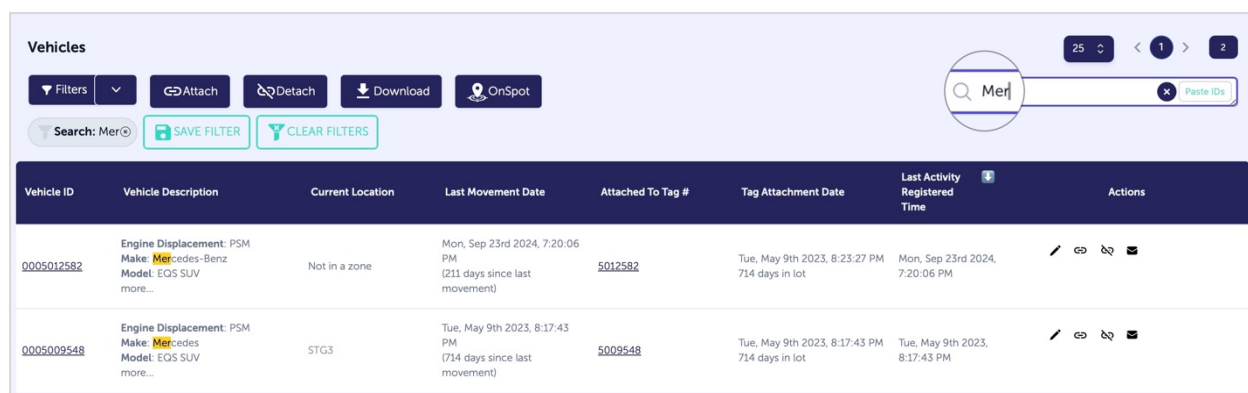 Vehicles
25
1
2
Filters
Attach
Detach
Download
OnSpot
Mer
Paste IDs
Search: Mer
SAVE FILTER
CLEAR FILTERS
Vehicle ID
Vehicle Description
Current Location
Last Movement Date
Attached To Tag #
Tag Attachment Date
Last Activity
Registered
Time
Actions
0005012582
Engine Displacement: PSM
Make: Mercedes-Benz
Model: EQS SUV
more...
Not in a zone
Mon, Sep 23rd 2024, 7:20:06
PM
(211 days since last
movement)
5012582
Tue, May 9th 2023, 8:23:27 PM
714 days in lot
Mon, Sep 23rd 2024,
7:20:06 PM
0005009548
Engine Displacement: PSM
Make: Mercedes
Model: EQS SUV
more...
STG3
Tue, May 9th 2023, 8:17:43
PM
(714 days since last
movement)
5009548
Tue, May 9th 2023, 8:17:43 PM
714 days in lot
Tue, May 9th 2023,
8:17:43 PM